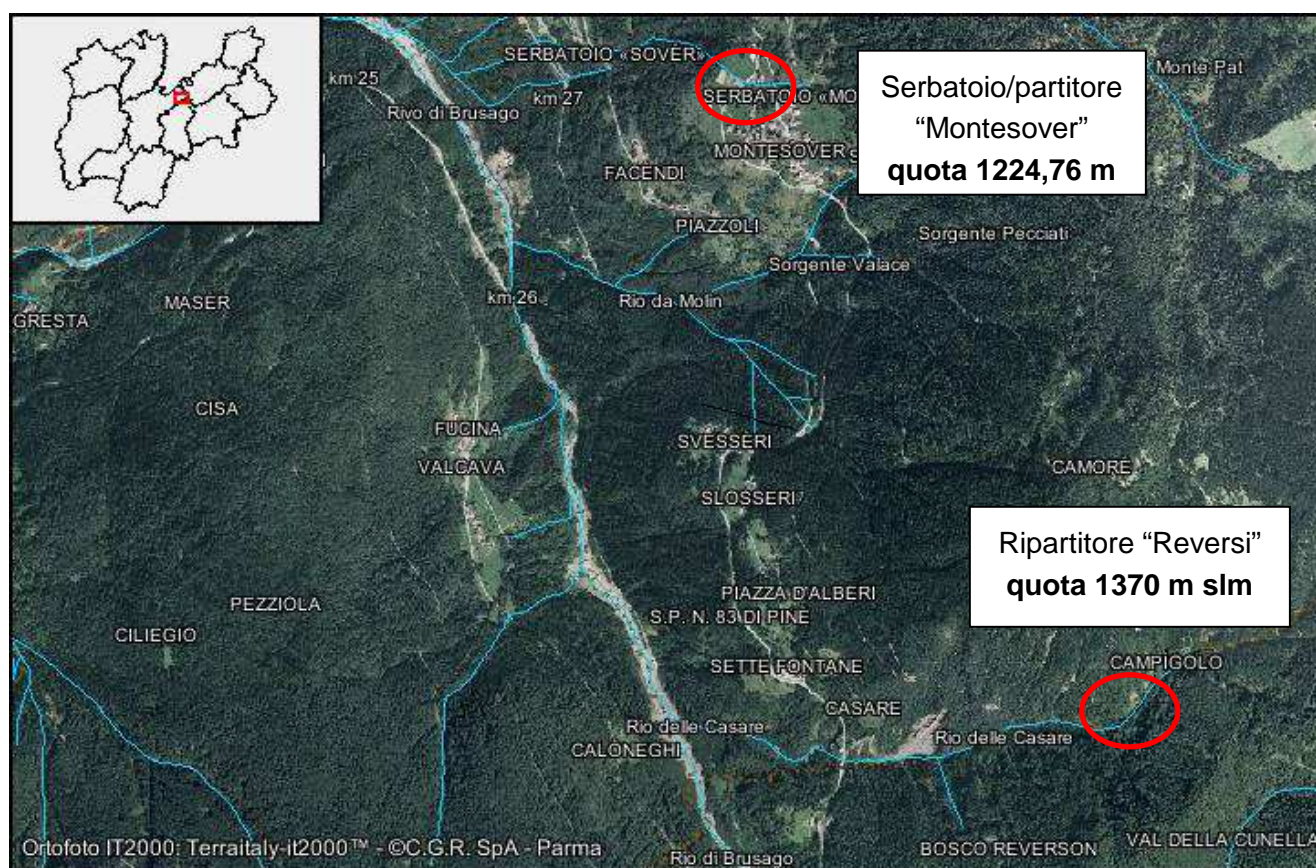 SERBATOIO «SOVER»
km 25
km 27
Rivo di Brusago
SERBATOIO «MO
Monte Pat
Serbatoio/partitore
“Montesover”
quota 1224,76 m
MONTESOVER
FACENDI
PIAZZOLI
Sorgente Pecciati
Sorgente Valace
km 26
Rio da Molin
MASER
GRESTA
CISA
FUCINA
VALCAVA
SVESSERI
SLOSSERI
CAMORE
Ripartitore “Reversi”
quota 1370 m slm
PEZZIOLA
CILIEGIO
PIAZZA D'ALBERI
S.P. N. 83 DI PINE
SETTE FONTANE
CAMPIGOLO
CASARE
Rio delle Casare
Rio delle Casare
CALONEGHI
Ortofoto IT2000: Terraitaly-it2000™ - ©C.G.R. SpA - Parma
Rio di Brusago
BOSCO REVERSON
VAL DELLA CUNELLA